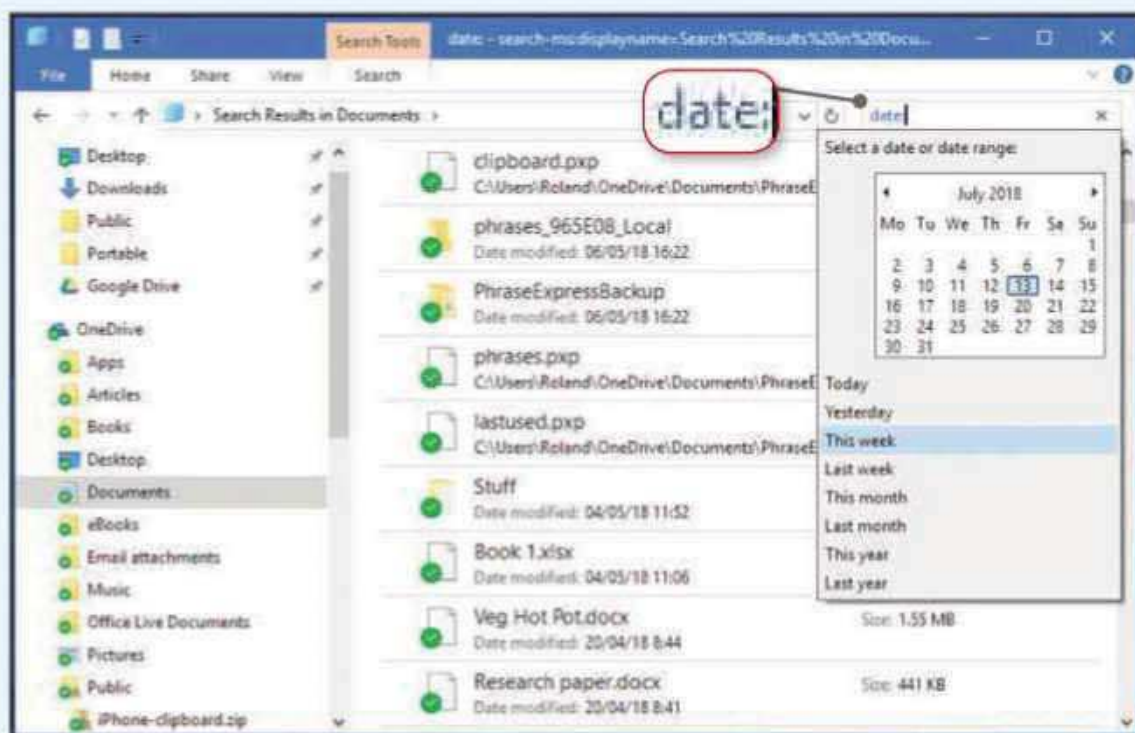 Search Tools
date: - search-ms:displayname=Search%20Results%20in%20Docu...
File Home Share View Search
Search Results in Documents
date:
date:
Desktop
Downloads
Public
Portable
Google Drive
OneDrive
Apps
Articles
Books
Desktop
Documents
eBooks
Email attachments
Music
Office Live Documents
Pictures
Public
iPhone-clipboard.zip
clipboard.pxp
C:\Users\Roland\OneDrive\Documents\PhraseE
phrases_965E08_Local
Date modified: 06/05/18 16:22
PhraseExpressBackup
Date modified: 06/05/18 16:22
phrases.pxp
C:\Users\Roland\OneDrive\Documents\PhraseE
lastused.pxp
C:\Users\Roland\OneDrive\Documents\PhraseE
Stuff
Date modified: 04/05/18 11:52
Book 1.xlsx
Date modified: 04/05/18 11:06
Veg Hot Pot.docx
Date modified: 20/04/18 8:44
Size: 1.55 MB
Research paper.docx
Date modified: 20/04/18 8:41
Size: 441 KB
Select a date or date range:
July 2018
Mo Tu We Th Fr Sa Su
1
2 3 4 5 6 7 8
9 10 11 12 13 14 15
16 17 18 19 20 21 22
23 24 25 26 27 28 29
30 31
Today
Yesterday
This week
Last week
This month
Last month
This year
Last year